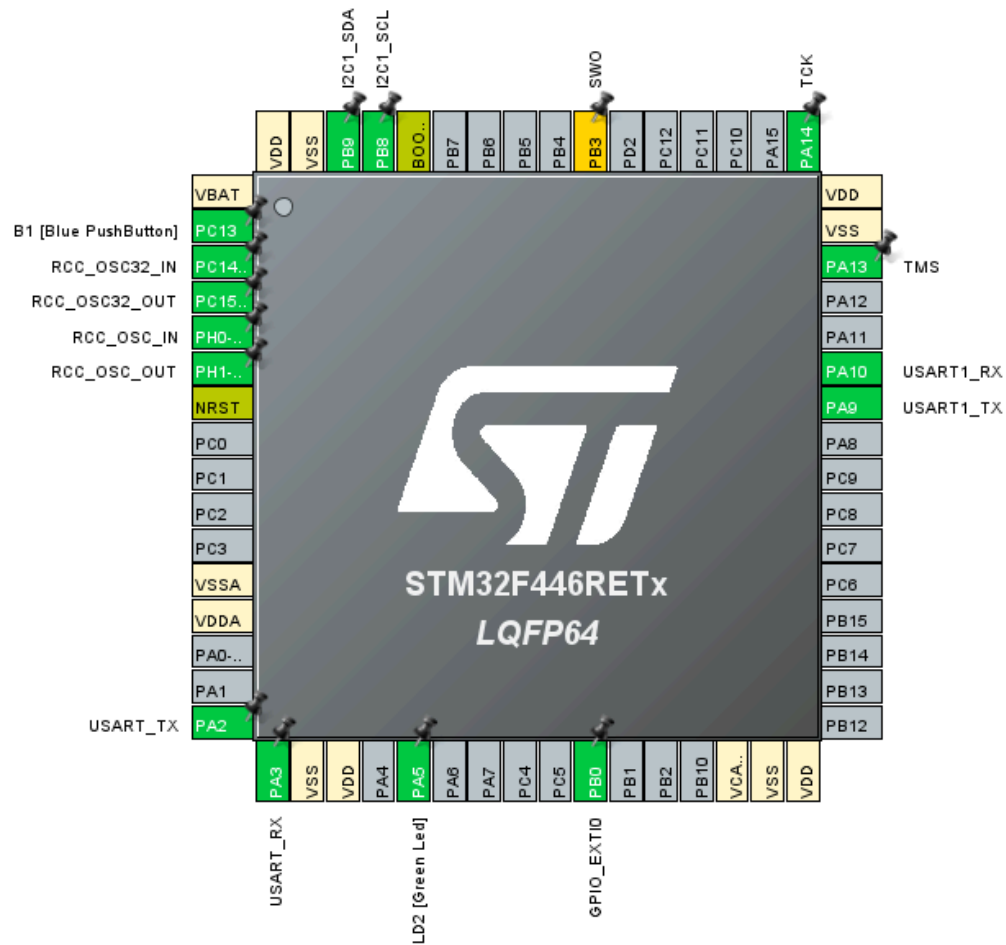 I2C1_SDA
I2C1_SCL
SWO
TCK
VDD
VSS
PB9
PB8
BOO..
PB7
PB6
PB5
PB4
PB3
PD2
PC12
PC11
PC10
PA15
PA14
VBAT
B1 [Blue PushButton] PC13
RCC_OSC32_IN PC14..
RCC_OSC32_OUT PC15..
RCC_OSC_IN PH0-..
RCC_OSC_OUT PH1-..
NRST
PC0
PC1
PC2
PC3
VSSA
VDDA
PA0-..
PA1
USART_TX PA2
ST
STM32F446RETx
LQFP64
VDD
VSS
PA13 TMS
PA12
PA11
PA10 USART1_RX
PA9 USART1_TX
PA8
PC9
PC8
PC7
PC6
PB15
PB14
PB13
PB12
PA3
VSS
VDD
PA4
PA5
PA6
PA7
PC4
PC5
PB0
PB1
PB2
PB10
VCA..
VSS
VDD
USART_RX
LD2 [Green Led]
GPIO_EXTI0